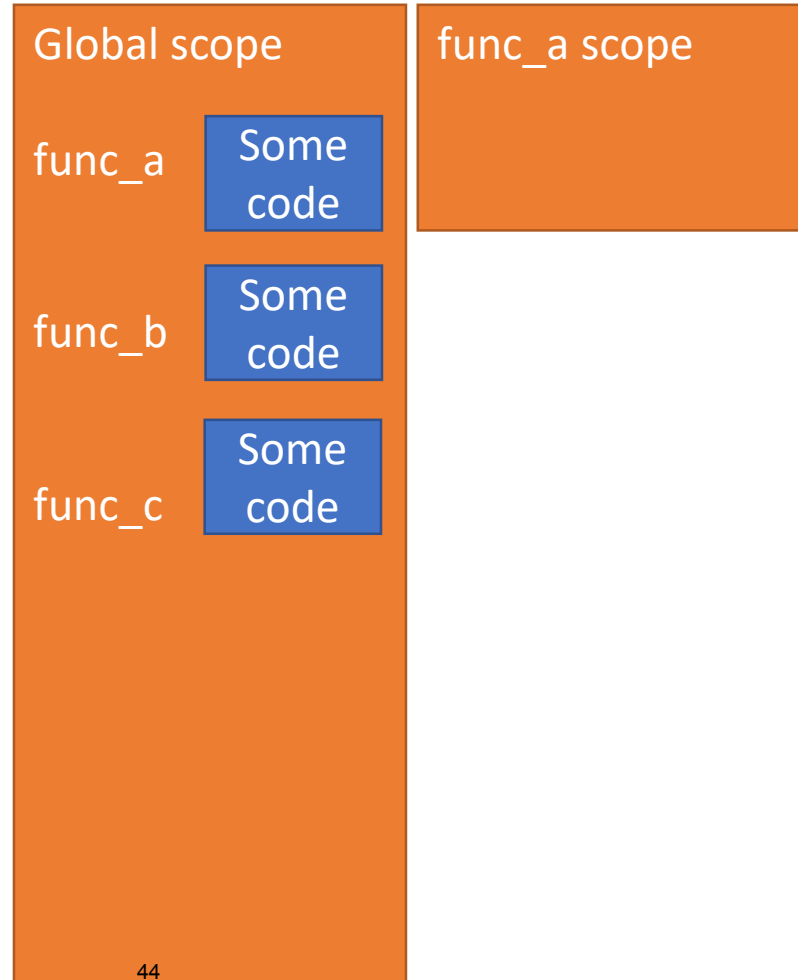 Global scope
func_a
Some
code
func_b
Some
code
func_c
Some
code
44
func_a scope